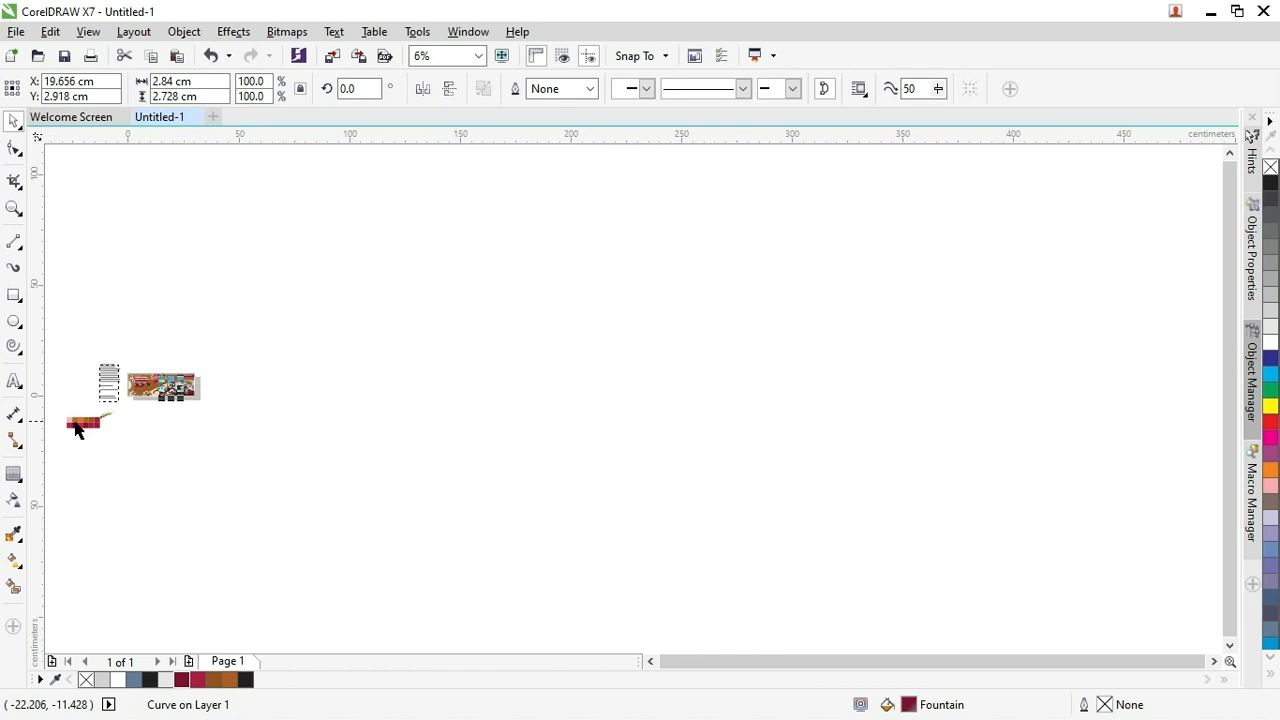 CorelDRAW X7 - Untitled-1
File Edit View Layout Object Effects Bitmaps Text Table Tools Window Help
6% Snap To
X: 19.656 cm 2.84 cm 100.0 %
Y: 2.918 cm 2.728 cm 100.0 %
0.0 ° None 50
Welcome Screen Untitled-1
0 50 100 150 200 250 300 350 400 450 centimeters
100
50
0
50
centimeters
Hints
Object Properties
Object Manager
Macro Manager
1 of 1 Page 1
( -22.206, -11.428 ) Curve on Layer 1 Fountain None